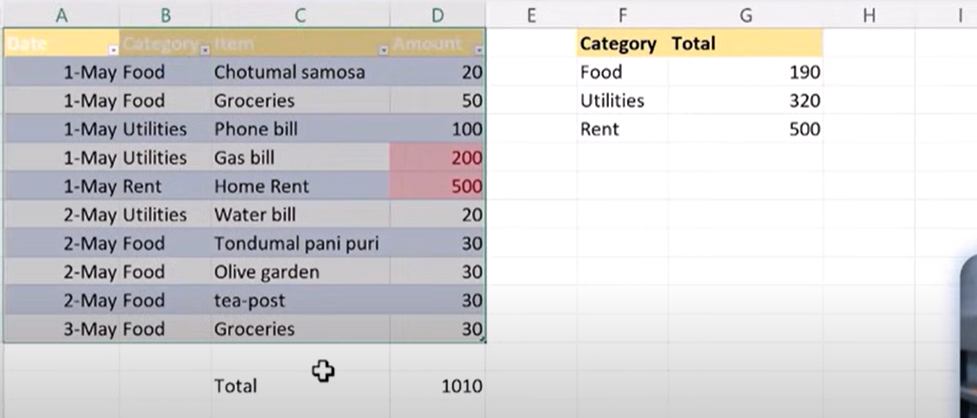 A B C D E F G H I
Date Category Item Amount Category Total
1-May Food Chotumal samosa 20 Food 190
1-May Food Groceries 50 Utilities 320
1-May Utilities Phone bill 100 Rent 500
1-May Utilities Gas bill 200
1-May Rent Home Rent 500
2-May Utilities Water bill 20
2-May Food Tondumal pani puri 30
2-May Food Olive garden 30
2-May Food tea-post 30
3-May Food Groceries 30
Total 1010